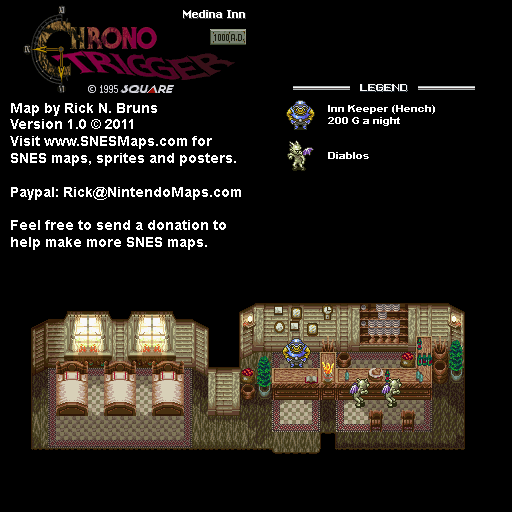 Medina Inn
1000 A.D.
CHRONO
TRIGGER
© 1995 SQUARE
Map by Rick N. Bruns
Version 1.0 © 2011
Visit www.SNESMaps.com for
SNES maps, sprites and posters.
Paypal: Rick@NintendoMaps.com
Feel free to send a donation to
help make more SNES maps.
LEGEND
Inn Keeper (Hench)
200 G a night
Diablos